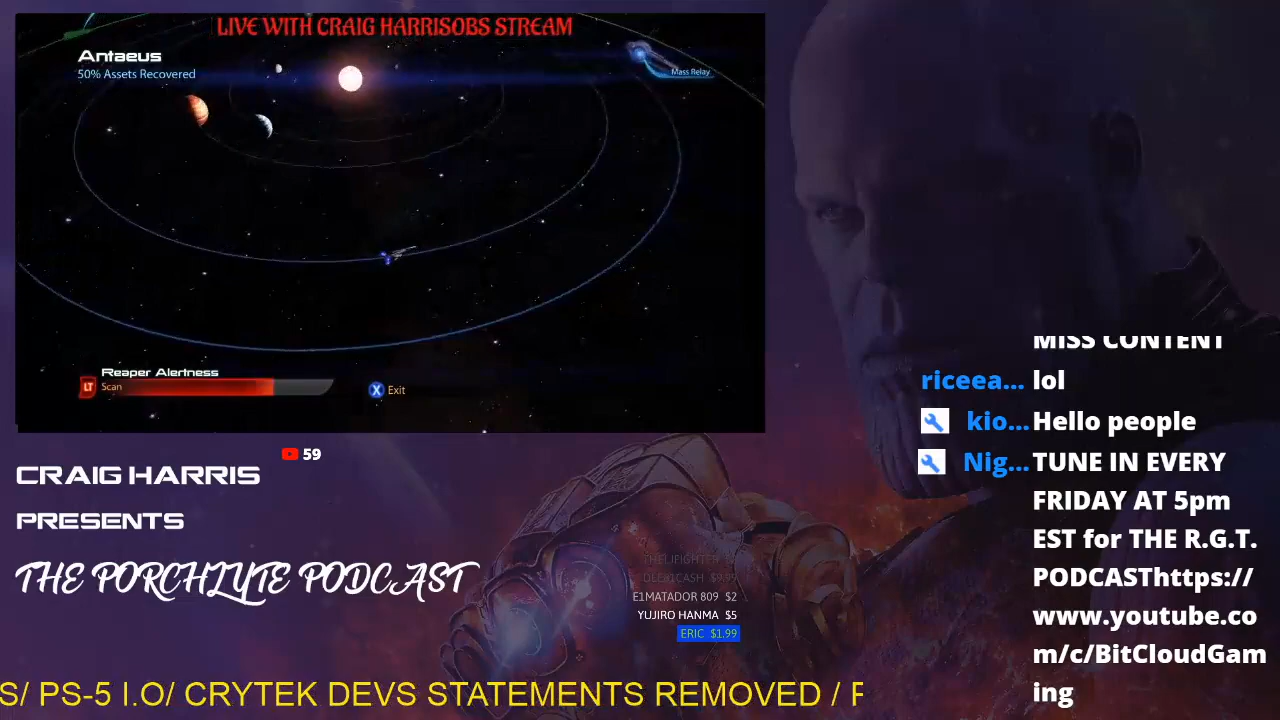 LIVE WITH CRAIG HARRISOBS STREAM
Antaeus
50% Assets Recovered
Mass Relay
Reaper Alertness
LT Scan
X Exit
59
CRAIG HARRIS
PRESENTS
THE PORCHLYTE PODCAST
DEE81CASH $9.99
E1MATADOR 809 $2
YUJIRO HANMA $5
ERIC $1.99
S/ PS-5 I.O/ CRYTEK DEVS STATEMENTS REMOVED / F
MISS CONTENT
riceea... lol
kio... Hello people
Nig... TUNE IN EVERY
FRIDAY AT 5pm
EST for THE R.G.T.
PODCASThttps://
www.youtube.co
m/c/BitCloudGam
ing